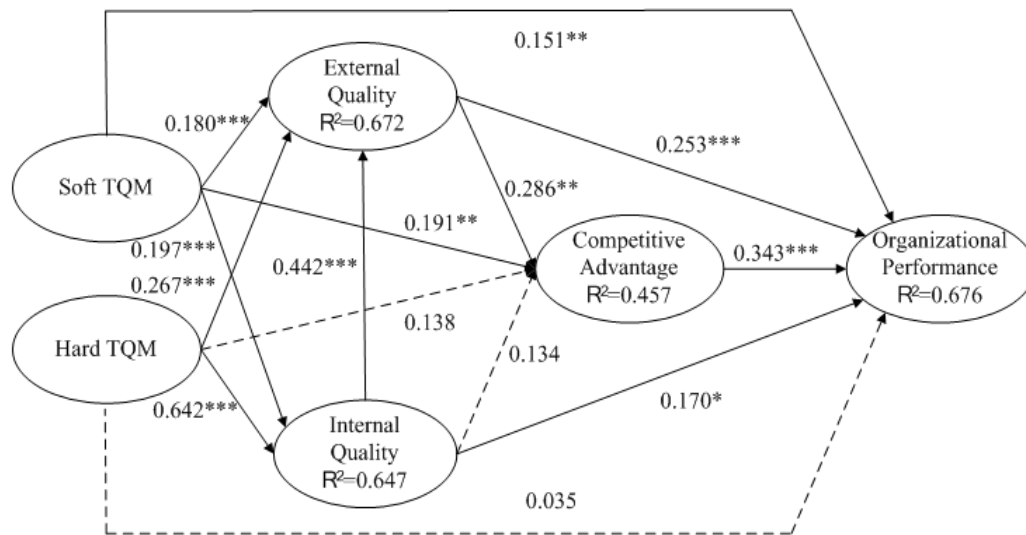 0.151**
External
Quality
R²=0.672
0.180***
0.253***
Soft TQM
0.286**
0.191**
0.197***
0.442***
Competitive
Advantage
R²=0.457
0.343***
Organizational
Performance
R²=0.676
0.267***
0.138
Hard TQM
0.134
0.642***
0.170*
Internal
Quality
R²=0.647
0.035